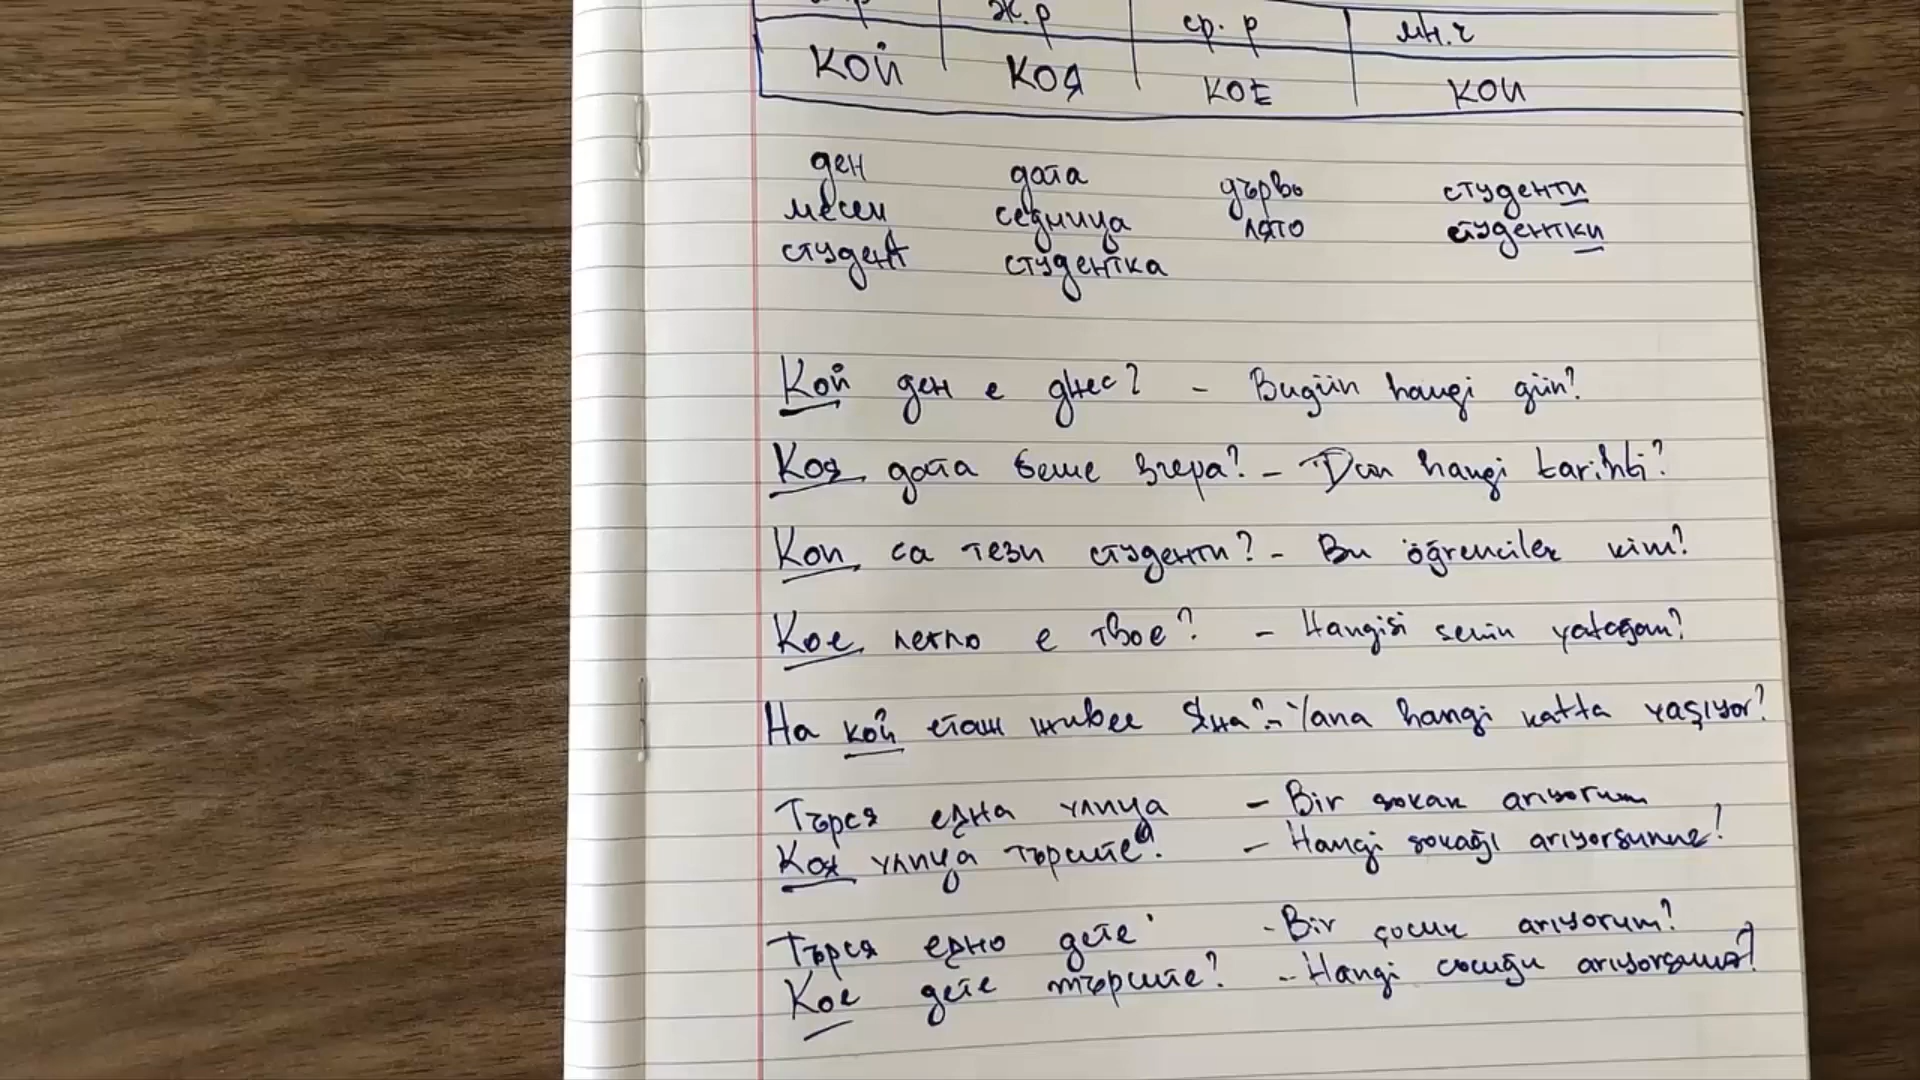 ж.р ср. р мн.ч
КОЙ КОЯ КОЕ КОИ
ден дата дърво студенти
месец седмица лято студентки
студент студентка
Кой ден е днес? - Bugün hangi gün?
Коя дата беше вчера? - Dün hangi tarihti?
Кои са тези студенти? - Bu öğrenciler kim?
Кое легло е твое? - Hangisi senin yatağın?
На кой етаж живее Яна? - Yana hangi katta yaşıyor?
Търся една улица - Bir sokak arıyorum
Коя улица търсите? - Hangi sokağı arıyorsunuz?
Търся едно дете - Bir çocuk arıyorum?
Кое дете търсите? - Hangi çocuğu arıyorsunuz?